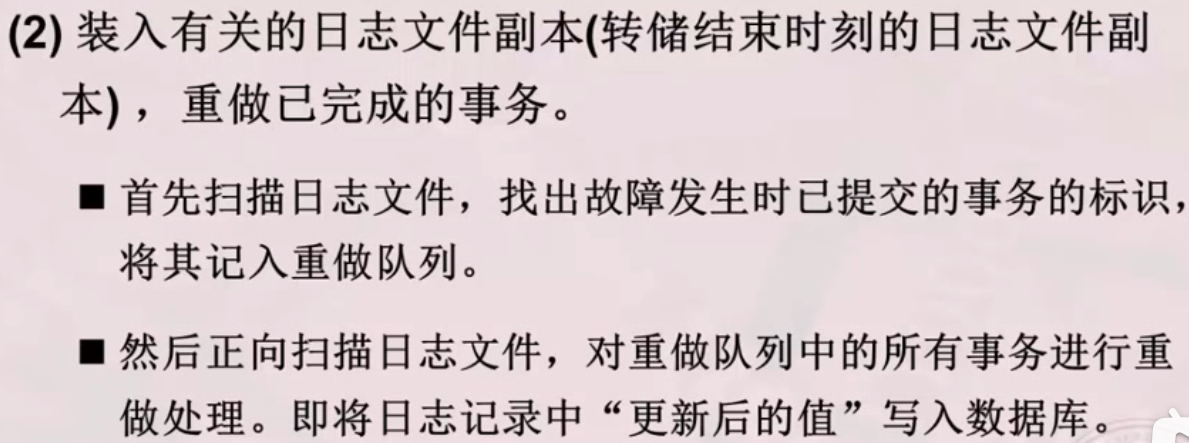 (2) 装入有关的日志文件副本(转储结束时刻的日志文件副
本) ，重做已完成的事务。
■ 首先扫描日志文件，找出故障发生时已提交的事务的标识，
将其记入重做队列。
■ 然后正向扫描日志文件，对重做队列中的所有事务进行重
做处理。即将日志记录中“更新后的值”写入数据库。